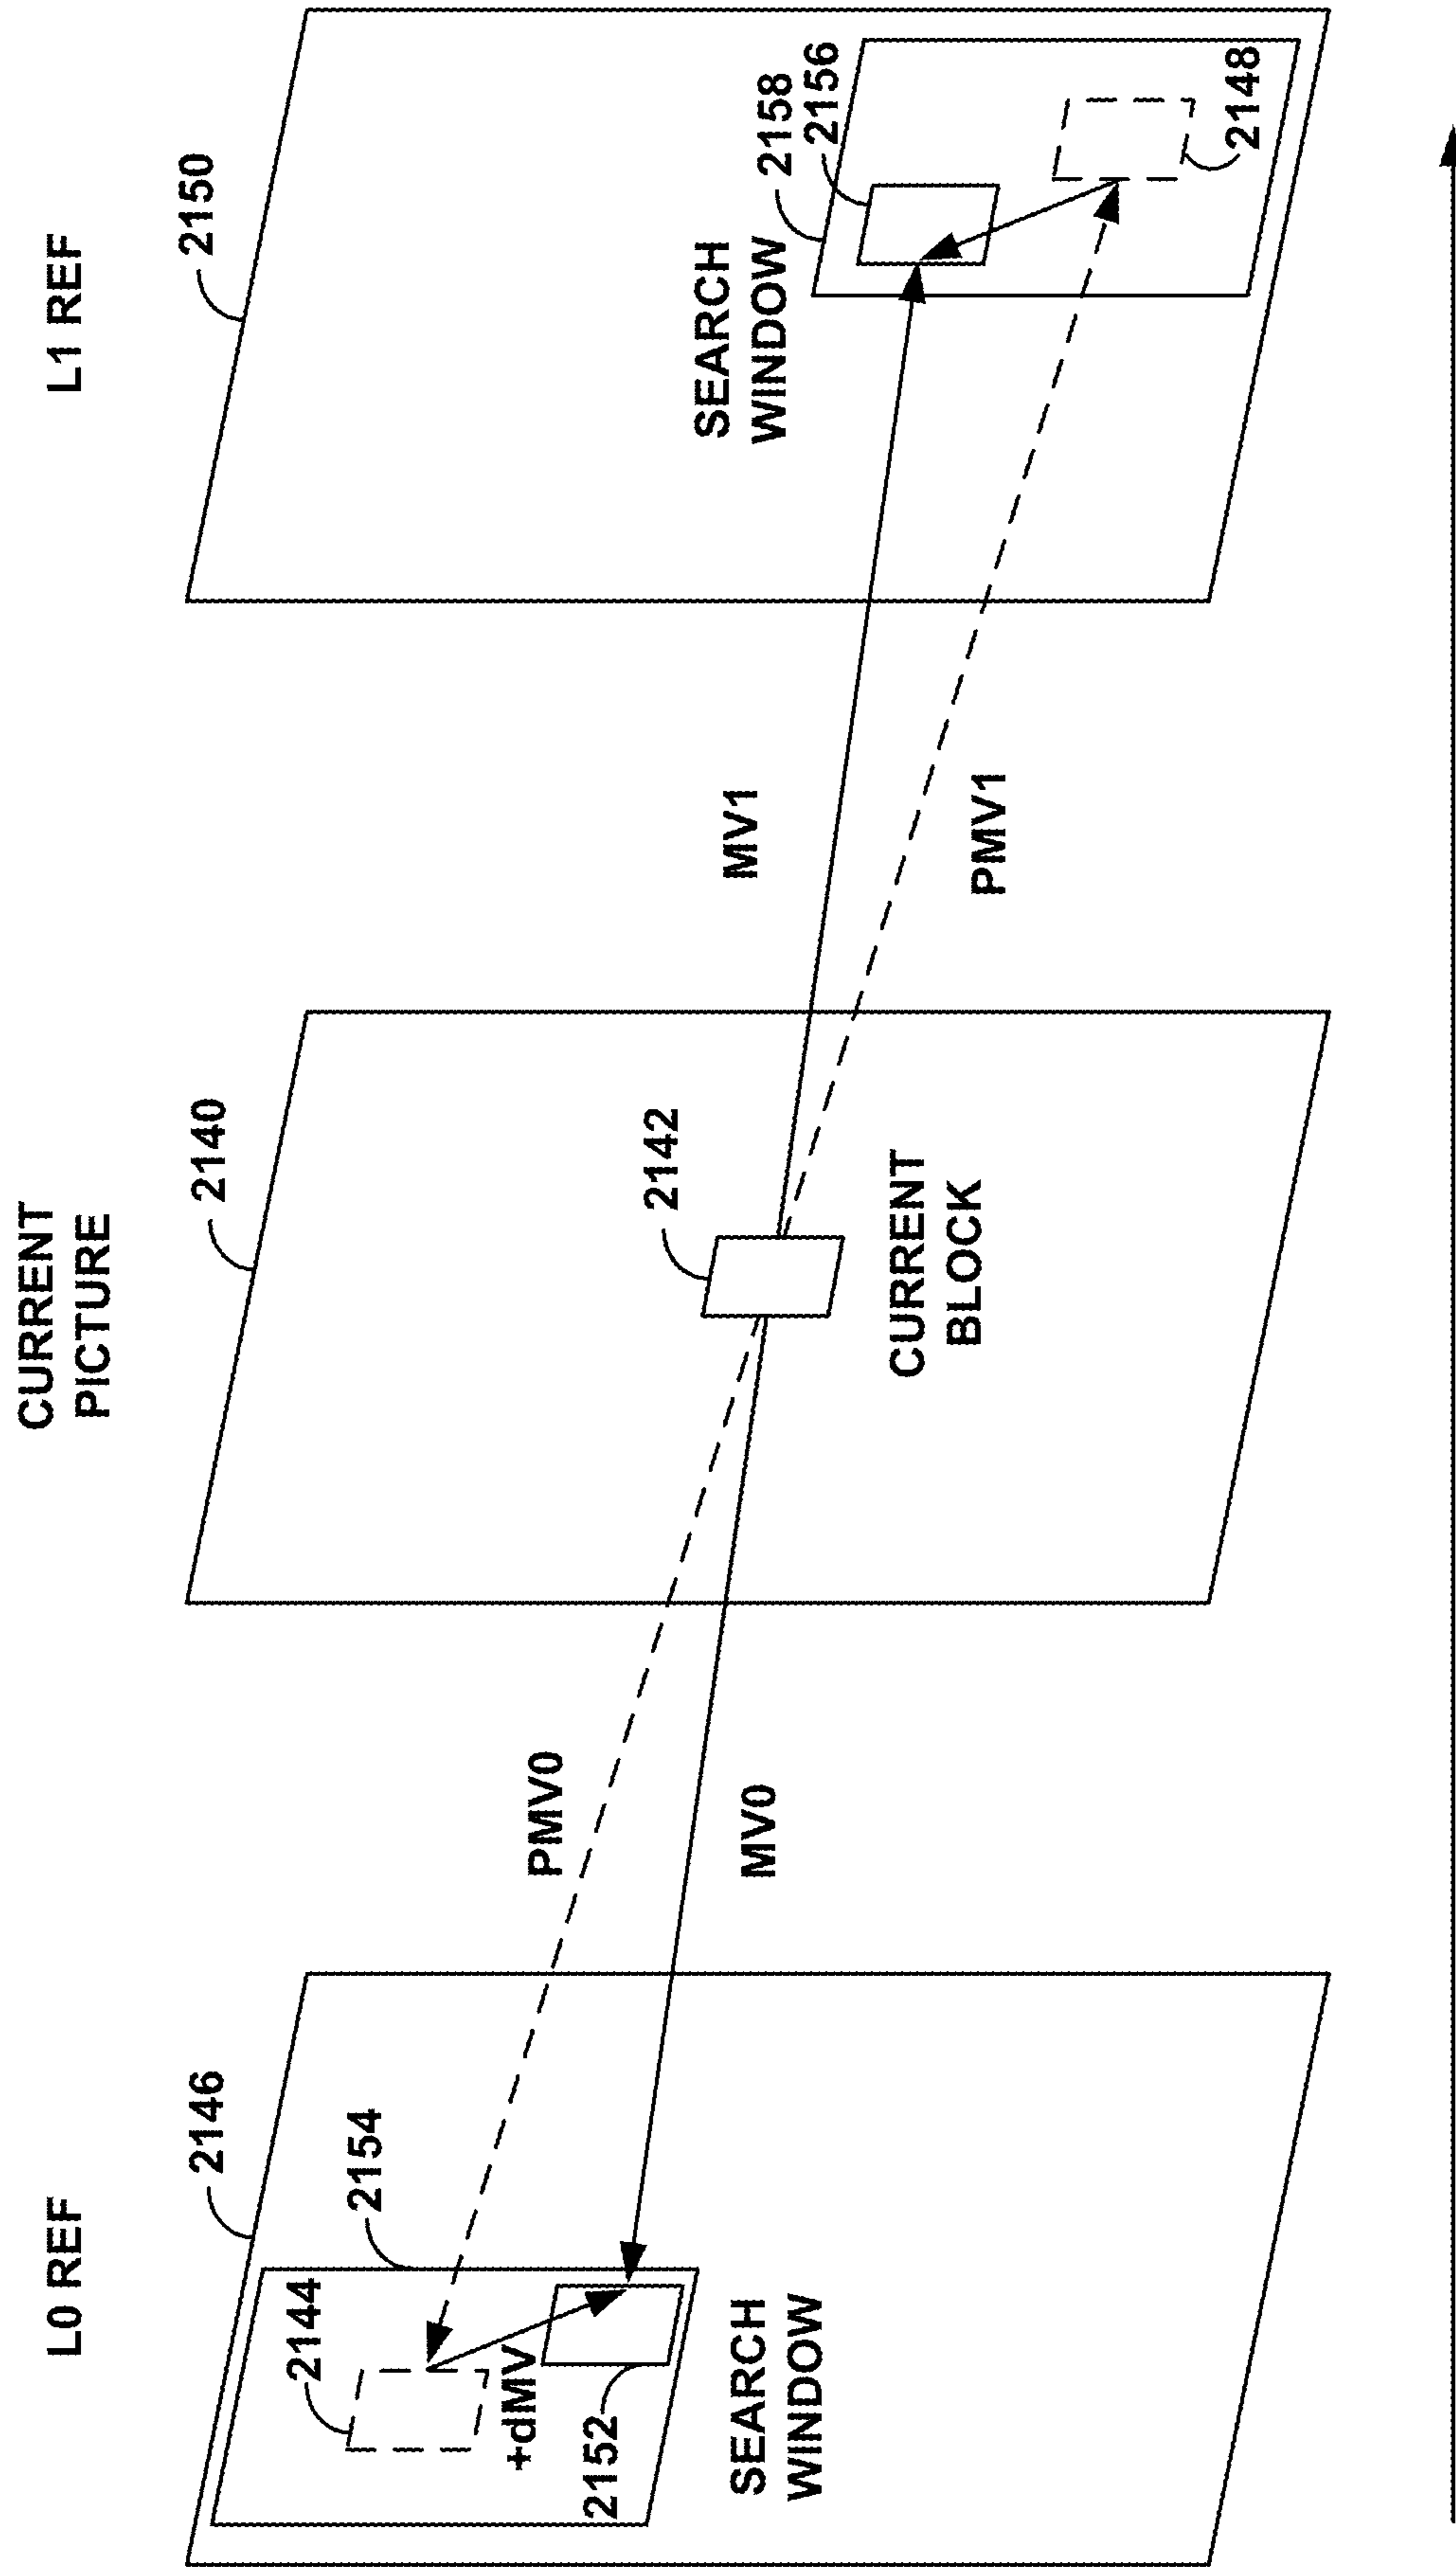 L0 REF
2146
2154
2144
+dMV
2152
SEARCH
WINDOW
PMV0
MV0
CURRENT
PICTURE
2140
2142
CURRENT
BLOCK
MV1
PMV1
L1 REF
2150
SEARCH
WINDOW
2158
2156
2148